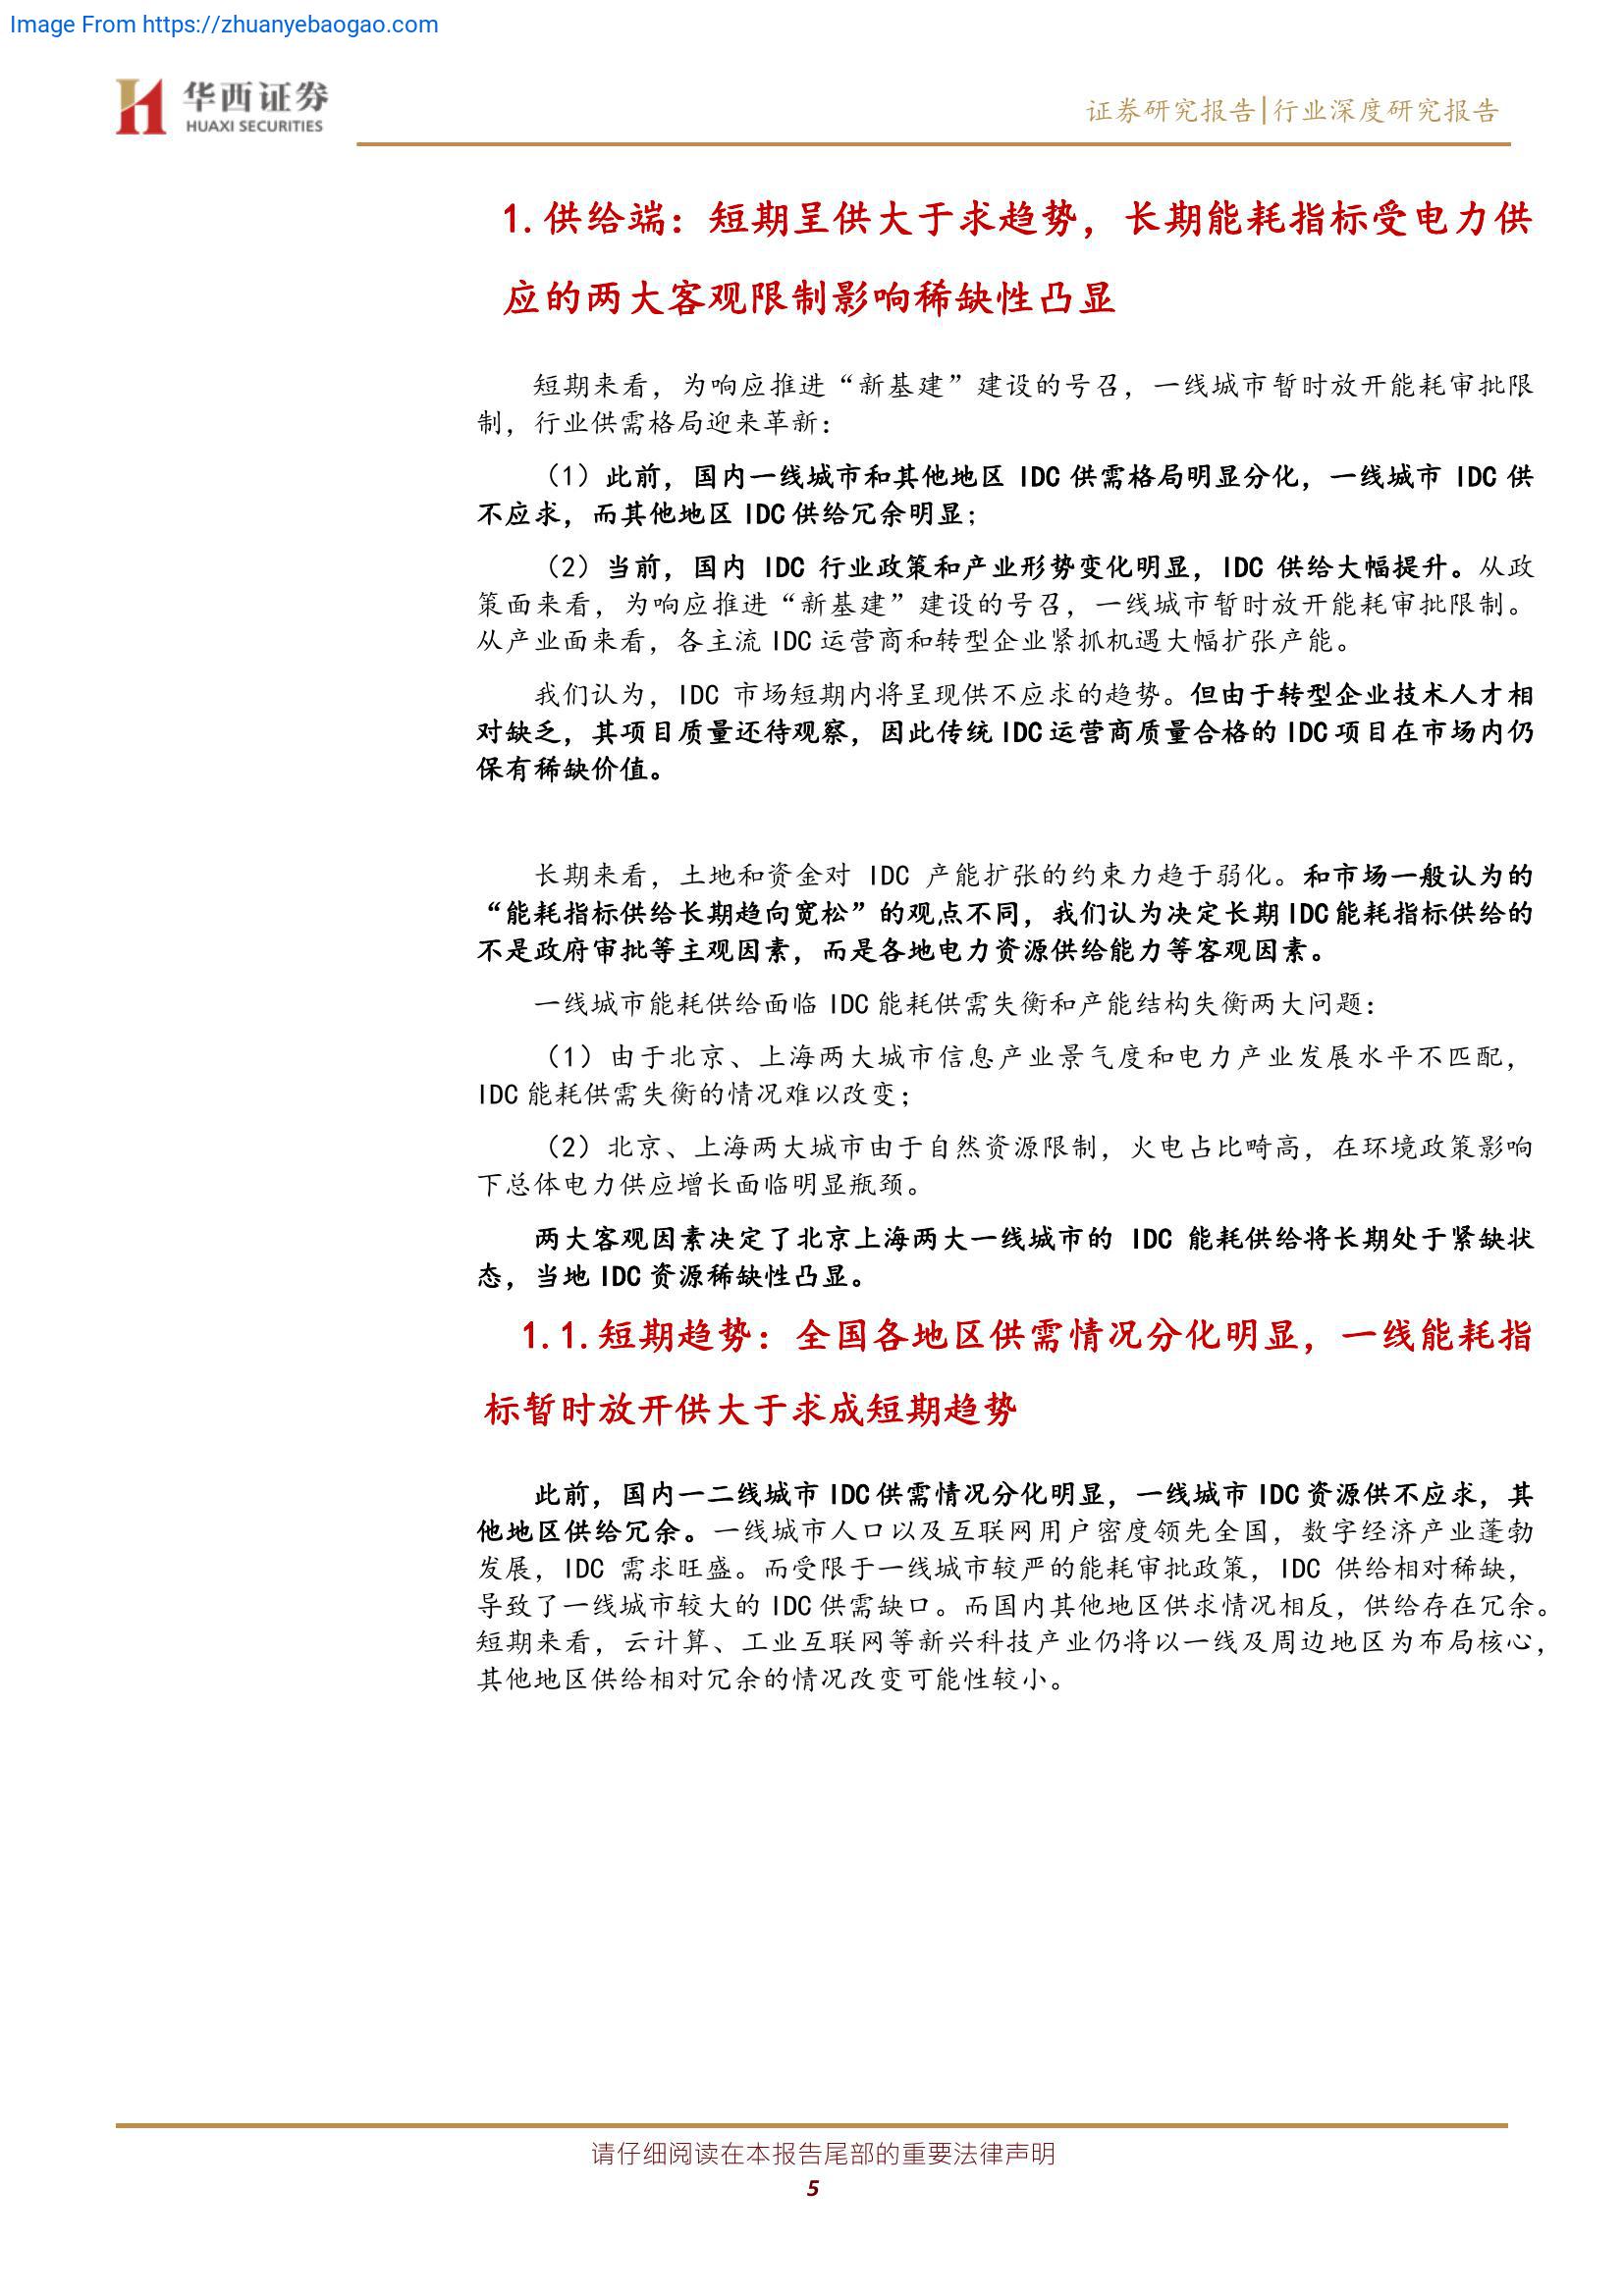 Image From https://zhuanyebaogao.com
华西证券
HUAXI SECURITIES
证券研究报告|行业深度研究报告
1.供给端：短期呈供大于求趋势，长期能耗指标受电力供
应的两大客观限制影响稀缺性凸显
短期来看，为响应推进“新基建”建设的号召，一线城市暂时放开能耗审批限
制，行业供需格局迎来革新：
（1）此前，国内一线城市和其他地区 IDC 供需格局明显分化，一线城市 IDC 供
不应求，而其他地区 IDC 供给冗余明显；
（2）当前，国内 IDC 行业政策和产业形势变化明显，IDC 供给大幅提升。从政
策面来看，为响应推进“新基建”建设的号召，一线城市暂时放开能耗审批限制。
从产业面来看，各主流 IDC 运营商和转型企业紧抓机遇大幅扩张产能。
我们认为，IDC 市场短期内将呈现供不应求的趋势。但由于转型企业技术人才相
对缺乏，其项目质量还待观察，因此传统 IDC 运营商质量合格的 IDC 项目在市场内仍
保有稀缺价值。
长期来看，土地和资金对 IDC 产能扩张的约束力趋于弱化。和市场一般认为的
“能耗指标供给长期趋向宽松”的观点不同，我们认为决定长期 IDC 能耗指标供给的
不是政府审批等主观因素，而是各地电力资源供给能力等客观因素。
一线城市能耗供给面临 IDC 能耗供需失衡和产能结构失衡两大问题：
（1）由于北京、上海两大城市信息产业景气度和电力产业发展水平不匹配，
IDC 能耗供需失衡的情况难以改变；
（2）北京、上海两大城市由于自然资源限制，火电占比畸高，在环境政策影响
下总体电力供应增长面临明显瓶颈。
两大客观因素决定了北京上海两大一线城市的 IDC 能耗供给将长期处于紧缺状
态，当地 IDC 资源稀缺性凸显。
1.1.短期趋势：全国各地区供需情况分化明显，一线能耗指
标暂时放开供大于求成短期趋势
此前，国内一二线城市 IDC 供需情况分化明显，一线城市 IDC 资源供不应求，其
他地区供给冗余。一线城市人口以及互联网用户密度领先全国，数字经济产业蓬勃
发展，IDC 需求旺盛。而受限于一线城市较严的能耗审批政策，IDC 供给相对稀缺，
导致了一线城市较大的 IDC 供需缺口。而国内其他地区供求情况相反，供给存在冗余。
短期来看，云计算、工业互联网等新兴科技产业仍将以一线及周边地区为布局核心，
其他地区供给相对冗余的情况改变可能性较小。
请仔细阅读在本报告尾部的重要法律声明
5